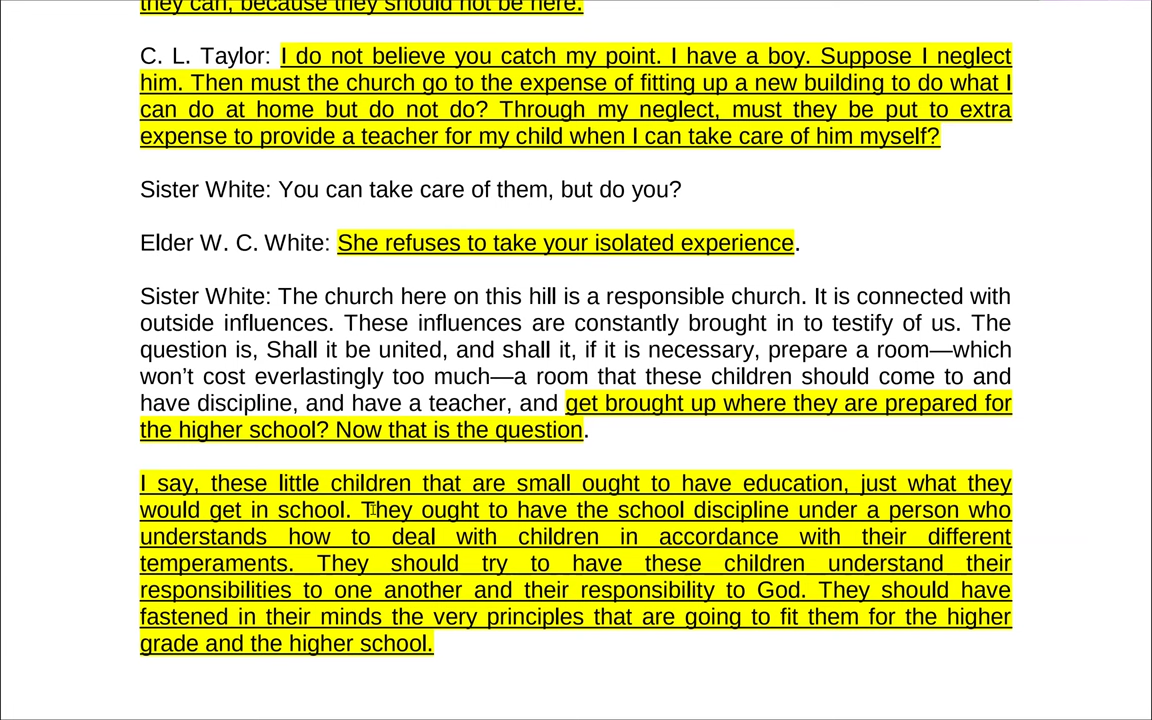 they can, because they should not be here.
C. L. Taylor: I do not believe you catch my point. I have a boy. Suppose I neglect
him. Then must the church go to the expense of fitting up a new building to do what I
can do at home but do not do? Through my neglect, must they be put to extra
expense to provide a teacher for my child when I can take care of him myself?
Sister White: You can take care of them, but do you?
Elder W. C. White: She refuses to take your isolated experience.
Sister White: The church here on this hill is a responsible church. It is connected with
outside influences. These influences are constantly brought in to testify of us. The
question is, Shall it be united, and shall it, if it is necessary, prepare a room—which
won’t cost everlastingly too much—a room that these children should come to and
have discipline, and have a teacher, and get brought up where they are prepared for
the higher school? Now that is the question.
I say, these little children that are small ought to have education, just what they
would get in school. They ought to have the school discipline under a person who
understands how to deal with children in accordance with their different
temperaments. They should try to have these children understand their
responsibilities to one another and their responsibility to God. They should have
fastened in their minds the very principles that are going to fit them for the higher
grade and the higher school.